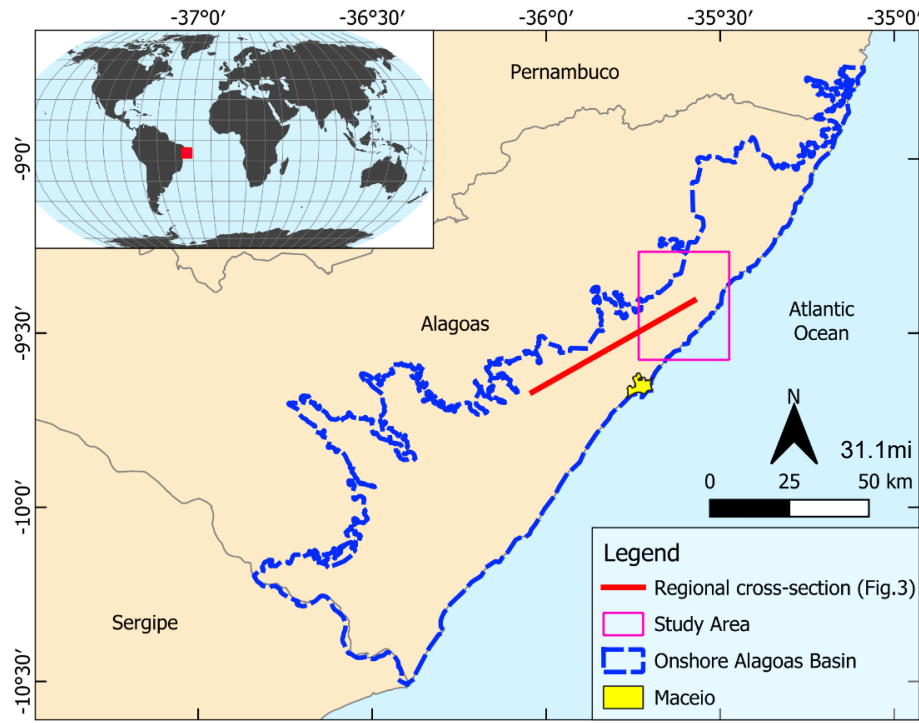 -37°0' -36°30' -36°0' -35°30' -35°0'
Pernambuco
-9°0'
Alagoas
Atlantic
Ocean
-9°30'
N
31.1mi
0 25 50 km
-10°0'
Legend
Regional cross-section (Fig.3)
Sergipe
Study Area
Onshore Alagoas Basin
-10°30'
Maceio